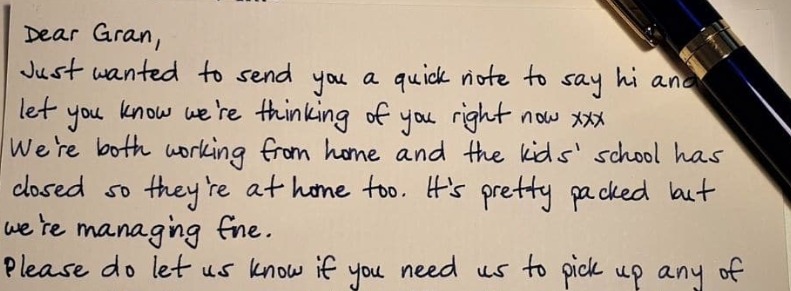 Dear Gran,
Just wanted to send you a quick note to say hi and
let you know we're thinking of you right now xxx
We're both working from home and the kids' school has
closed so they're at home too. It's pretty packed but
we're managing fine.
Please do let us know if you need us to pick up any of